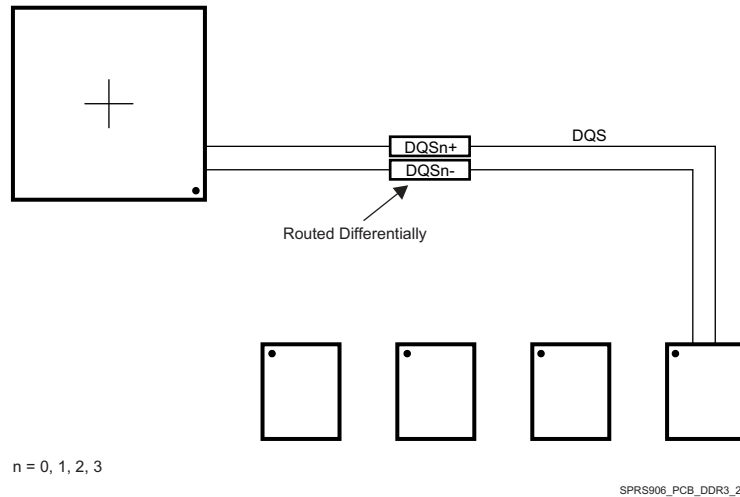 DQSn+
DQS
DQSn-
Routed Differentially
n = 0, 1, 2, 3
SPRS906_PCB_DDR3_2